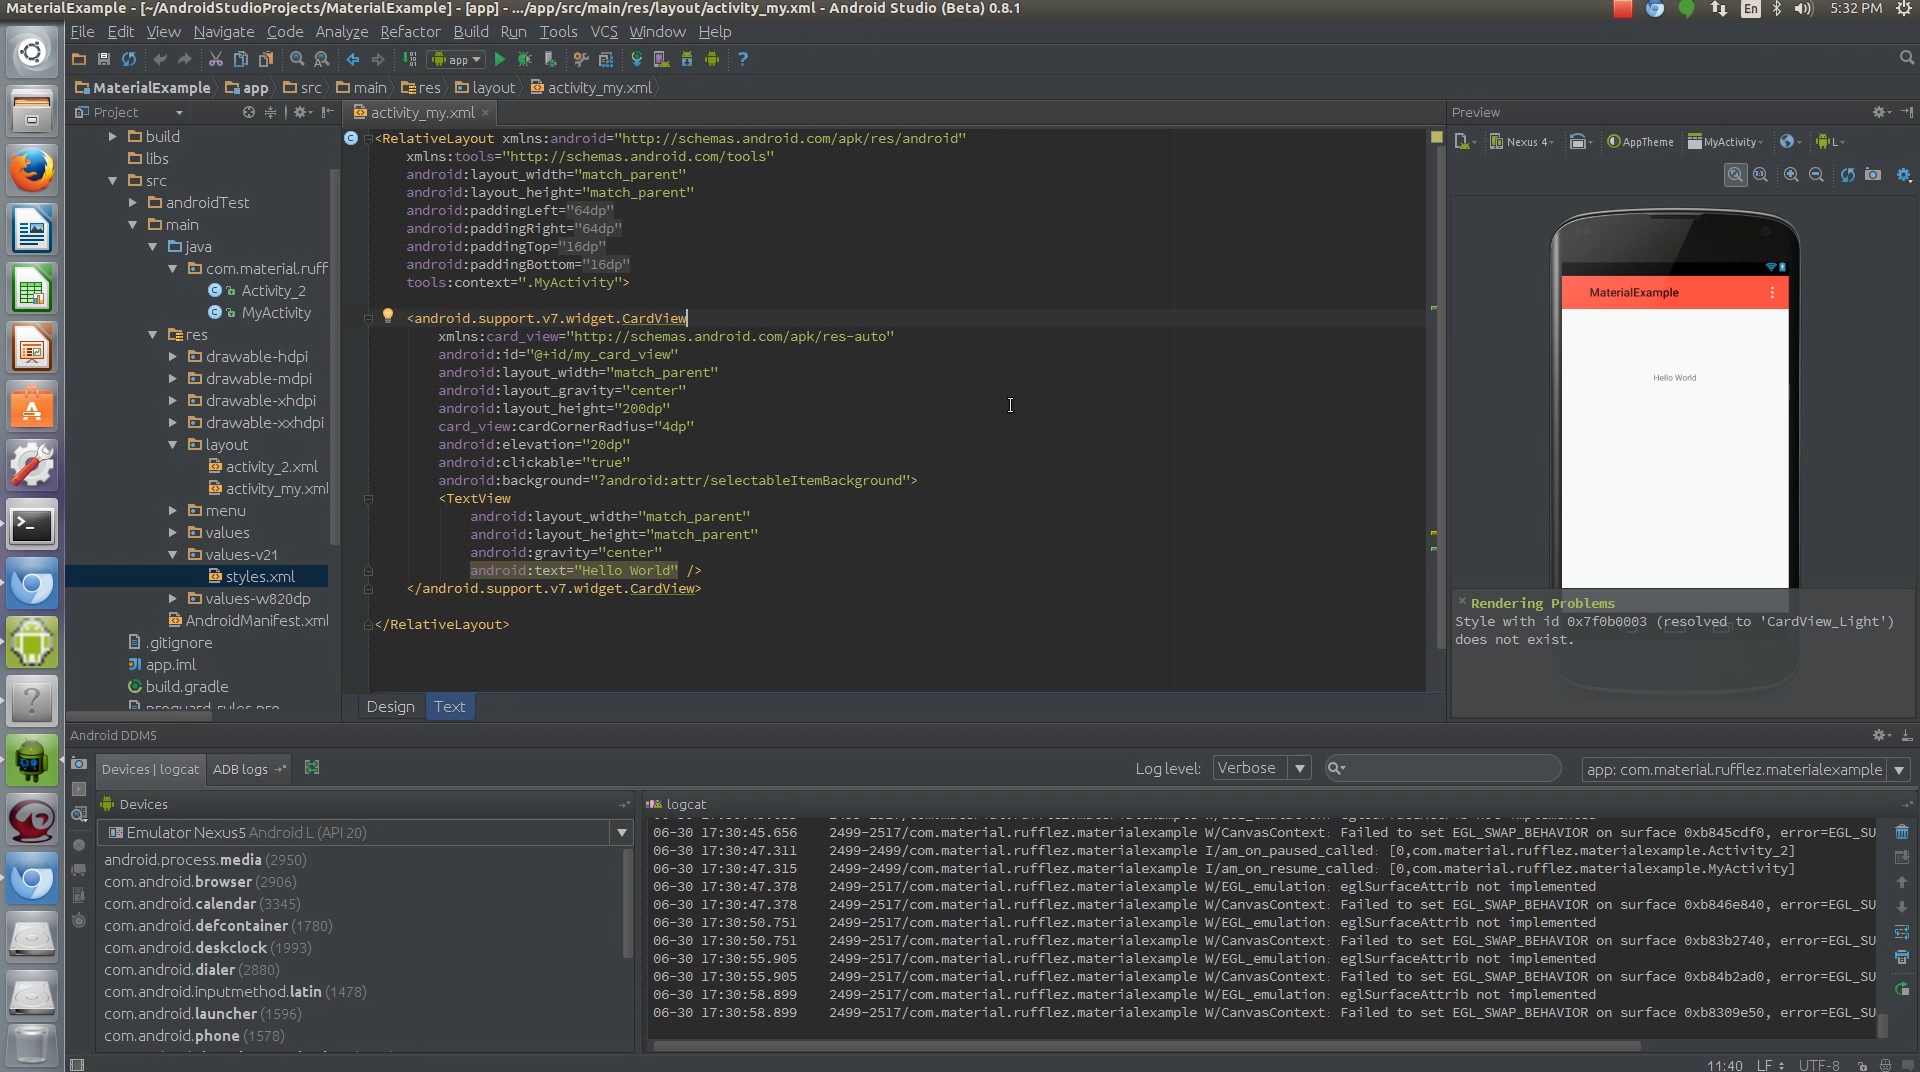 MaterialExample - [~/AndroidStudioProjects/MaterialExample] - [app] - .../app/src/main/res/layout/activity_my.xml - Android Studio (Beta) 0.8.1
En
5:32 PM
File Edit View Navigate Code Analyze Refactor Build Run Tools VCS Window Help
app
MaterialExample app src main res layout activity_my.xml
Project
build
libs
src
androidTest
main
java
com.material.ruff
Activity_2
MyActivity
res
drawable-hdpi
drawable-mdpi
drawable-xhdpi
drawable-xxhdpi
layout
activity_2.xml
activity_my.xml
menu
values
values-v21
styles.xml
values-w820dp
AndroidManifest.xml
.gitignore
app.iml
build.gradle
proguard-rules.pro
activity_my.xml
<RelativeLayout xmlns:android="http://schemas.android.com/apk/res/android"
xmlns:tools="http://schemas.android.com/tools"
android:layout_width="match_parent"
android:layout_height="match_parent"
android:paddingLeft="64dp"
android:paddingRight="64dp"
android:paddingTop="16dp"
android:paddingBottom="16dp"
tools:context=".MyActivity">
<android.support.v7.widget.CardView
xmlns:card_view="http://schemas.android.com/apk/res-auto"
android:id="@+id/my_card_view"
android:layout_width="match_parent"
android:layout_gravity="center"
android:layout_height="200dp"
card_view:cardCornerRadius="4dp"
android:elevation="20dp"
android:clickable="true"
android:background="?android:attr/selectableItemBackground">
<TextView
android:layout_width="match_parent"
android:layout_height="match_parent"
android:gravity="center"
android:text="Hello World" />
</android.support.v7.widget.CardView>
</RelativeLayout>
Design Text
Preview
Nexus 4 AppTheme MyActivity L
MaterialExample
Hello World
Rendering Problems
Style with id 0x7f0b0003 (resolved to 'CardView_Light')
does not exist.
Android DDMS
Devices | logcat ADB logs
Log level: Verbose
app: com.material.rufflez.materialexample
Devices
Emulator Nexus5 Android L (API 20)
android.process.media (2950)
com.android.browser (2906)
com.android.calendar (3345)
com.android.defcontainer (1780)
com.android.deskclock (1993)
com.android.dialer (2880)
com.android.inputmethod.latin (1478)
com.android.launcher (1596)
com.android.phone (1578)
logcat
06-30 17:30:45.656 2499-2517/com.material.rufflez.materialexample W/CanvasContext: Failed to set EGL_SWAP_BEHAVIOR on surface 0xb845cdf0, error=EGL_SU
06-30 17:30:47.311 2499-2499/com.material.rufflez.materialexample I/am_on_paused_called: [0,com.material.rufflez.materialexample.Activity_2]
06-30 17:30:47.315 2499-2499/com.material.rufflez.materialexample I/am_on_resume_called: [0,com.material.rufflez.materialexample.MyActivity]
06-30 17:30:47.378 2499-2517/com.material.rufflez.materialexample W/EGL_emulation: eglSurfaceAttrib not implemented
06-30 17:30:47.378 2499-2517/com.material.rufflez.materialexample W/CanvasContext: Failed to set EGL_SWAP_BEHAVIOR on surface 0xb846e840, error=EGL_SU
06-30 17:30:50.751 2499-2517/com.material.rufflez.materialexample W/EGL_emulation: eglSurfaceAttrib not implemented
06-30 17:30:50.751 2499-2517/com.material.rufflez.materialexample W/CanvasContext: Failed to set EGL_SWAP_BEHAVIOR on surface 0xb83b2740, error=EGL_SU
06-30 17:30:55.905 2499-2517/com.material.rufflez.materialexample W/EGL_emulation: eglSurfaceAttrib not implemented
06-30 17:30:55.905 2499-2517/com.material.rufflez.materialexample W/CanvasContext: Failed to set EGL_SWAP_BEHAVIOR on surface 0xb84b2ad0, error=EGL_SU
06-30 17:30:58.899 2499-2517/com.material.rufflez.materialexample W/EGL_emulation: eglSurfaceAttrib not implemented
06-30 17:30:58.899 2499-2517/com.material.rufflez.materialexample W/CanvasContext: Failed to set EGL_SWAP_BEHAVIOR on surface 0xb8309e50, error=EGL_SU
11:40 LF UTF-8